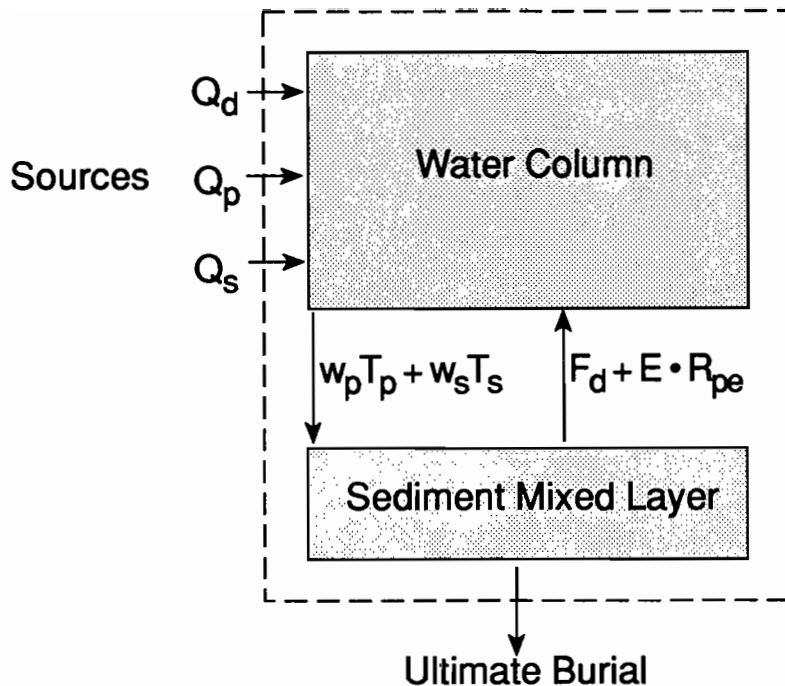 Q_d
Water Column
Sources
Q_p
Q_s
w_pT_p + w_sT_s
F_d + E • R_pe
Sediment Mixed Layer
Ultimate Burial